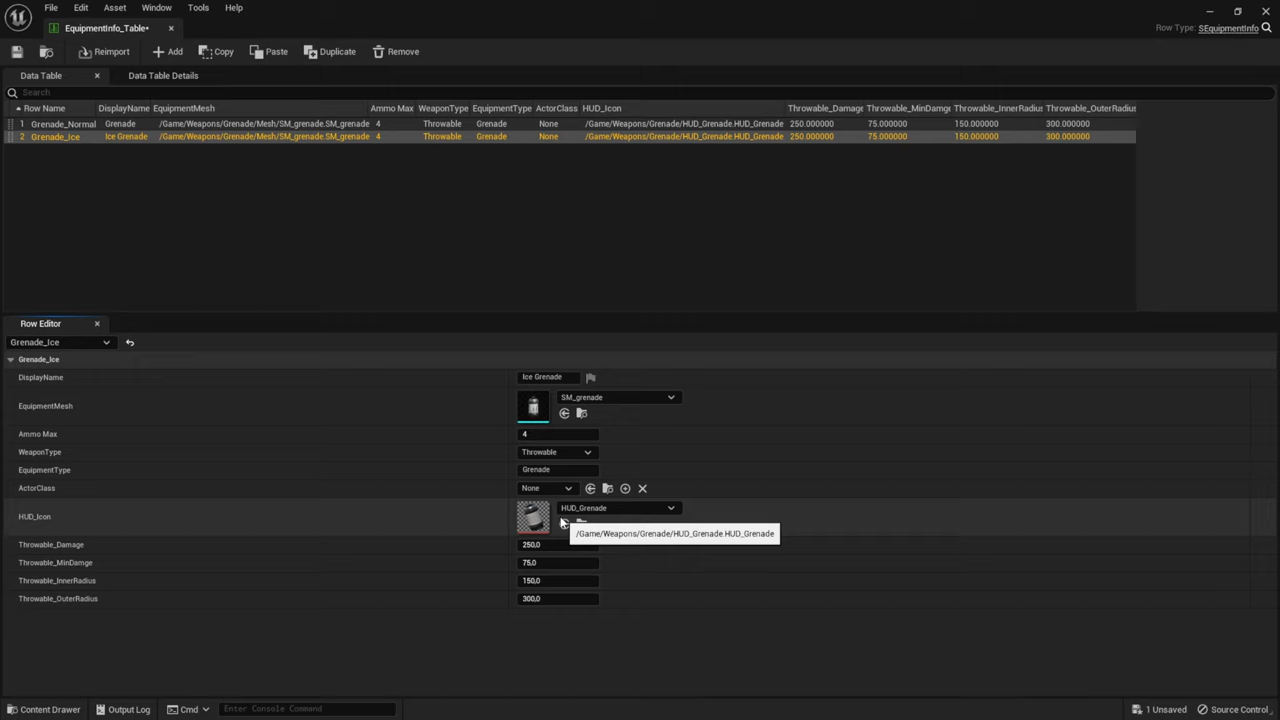 File Edit Asset Window Tools Help
EquipmentInfo_Table•
Row Type: SEquipmentInfo
Reimport Add Copy Paste Duplicate Remove
Data Table Data Table Details
Search
Row Name DisplayName EquipmentMesh Ammo Max WeaponType EquipmentType ActorClass HUD_Icon Throwable_Damag Throwable_MinDamge Throwable_InnerRadius Throwable_OuterRadius
1 Grenade_Normal Grenade /Game/Weapons/Grenade/Mesh/SM_grenade.SM_grenade 4 Throwable Grenade None /Game/Weapons/Grenade/HUD_Grenade.HUD_Grenade 250.000000 75.000000 150.000000 300.000000
2 Grenade_Ice Ice Grenade /Game/Weapons/Grenade/Mesh/SM_grenade.SM_grenade 4 Throwable Grenade None /Game/Weapons/Grenade/HUD_Grenade.HUD_Grenade 250.000000 75.000000 150.000000 300.000000
Row Editor
Grenade_Ice
Grenade_Ice
DisplayName Ice Grenade
EquipmentMesh SM_grenade
Ammo Max 4
WeaponType Throwable
EquipmentType Grenade
ActorClass None
HUD_Icon HUD_Grenade
/Game/Weapons/Grenade/HUD_Grenade.HUD_Grenade
Throwable_Damage 250,0
Throwable_MinDamge 75,0
Throwable_InnerRadius 150,0
Throwable_OuterRadius 300,0
Content Drawer Output Log Cmd Enter Console Command 1 Unsaved Source Control